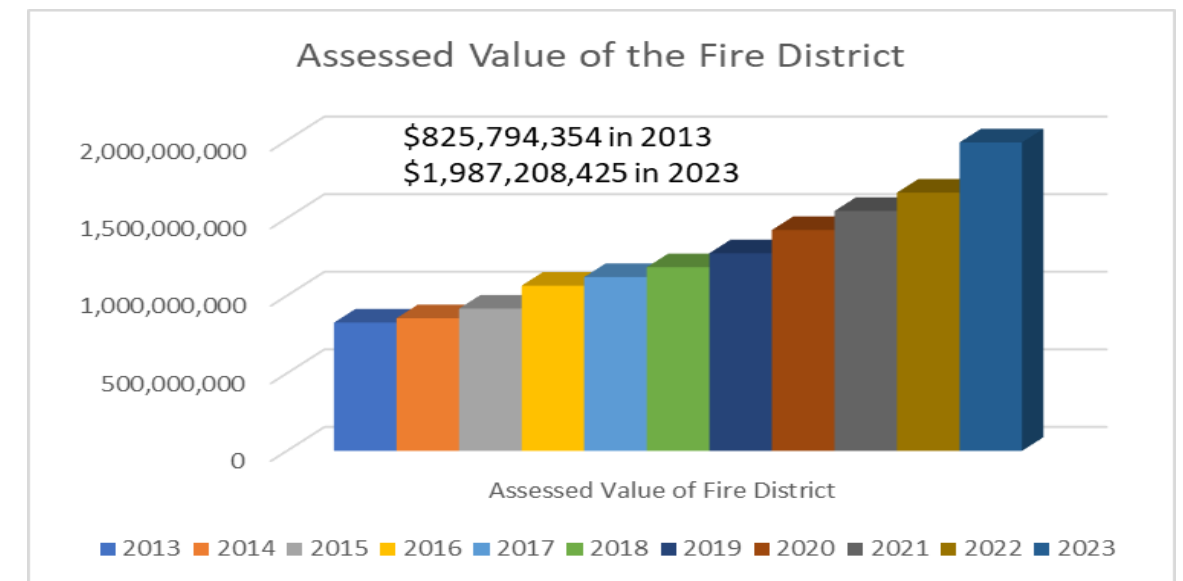 Assessed Value of the Fire District
$825,794,354 in 2013
$1,987,208,425 in 2023
2,000,000,000
1,500,000,000
1,000,000,000
500,000,000
0
Assessed Value of Fire District
2013 2014 2015 2016 2017 2018 2019 2020 2021 2022 2023